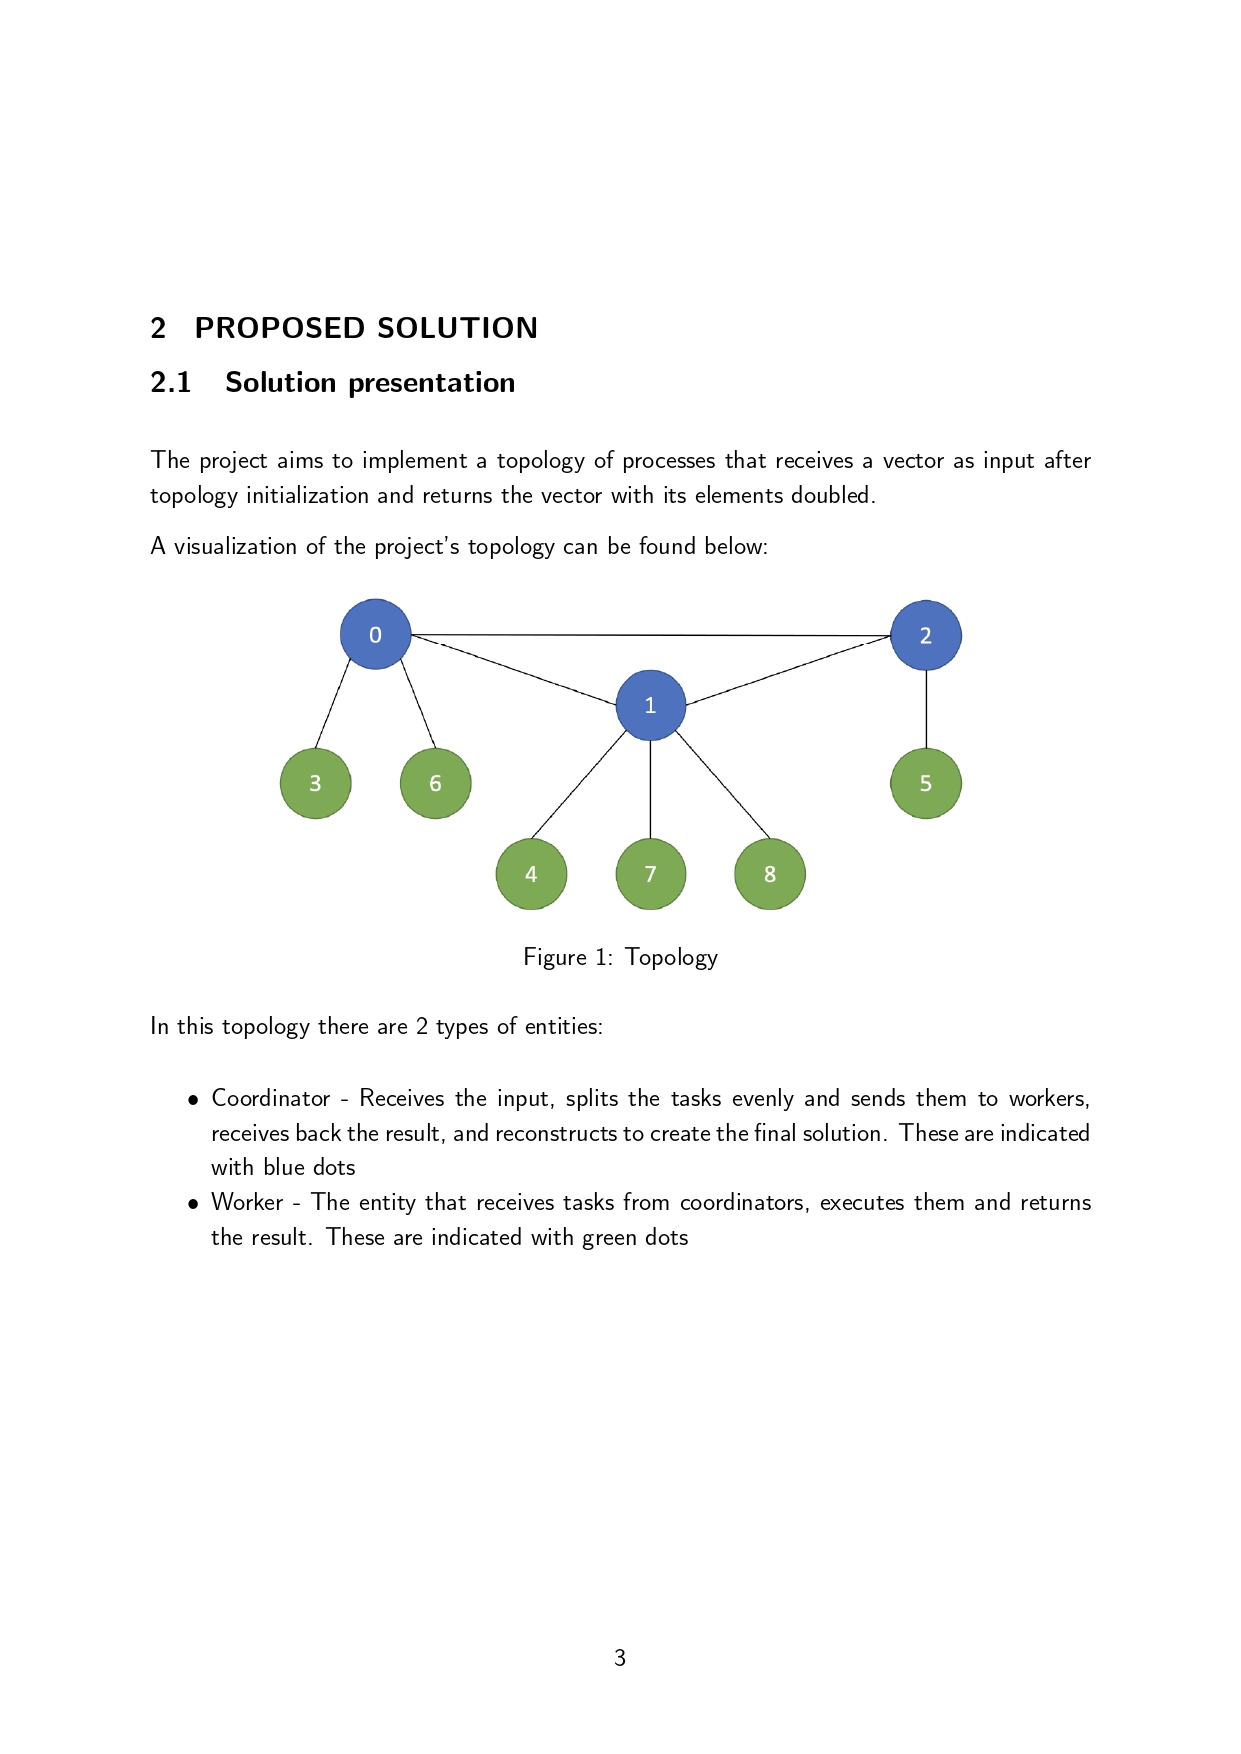 2 PROPOSED SOLUTION
2.1 Solution presentation
The project aims to implement a topology of processes that receives a vector as input after
topology initialization and returns the vector with its elements doubled.
A visualization of the project's topology can be found below:
0
2
1
3
6
5
4
7
8
Figure 1: Topology
In this topology there are 2 types of entities:
• Coordinator - Receives the input, splits the tasks evenly and sends them to workers,
receives back the result, and reconstructs to create the final solution. These are indicated
with blue dots
• Worker - The entity that receives tasks from coordinators, executes them and returns
the result. These are indicated with green dots
3